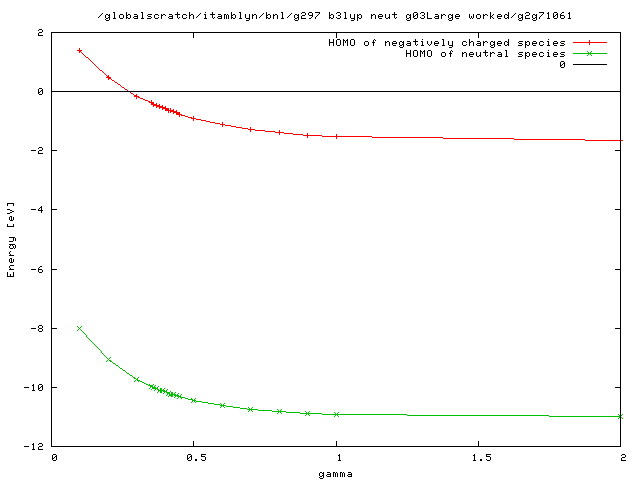 /globalscratch/itamblyn/bnl/g297 b3lyp neut g03Large worked/g2g71061
HOMO of negatively charged species
HOMO of neutral species
0
2
0
-2
-4
-6
-8
-10
-12
Energy [eV]
0 0.5 1 1.5 2
gamma